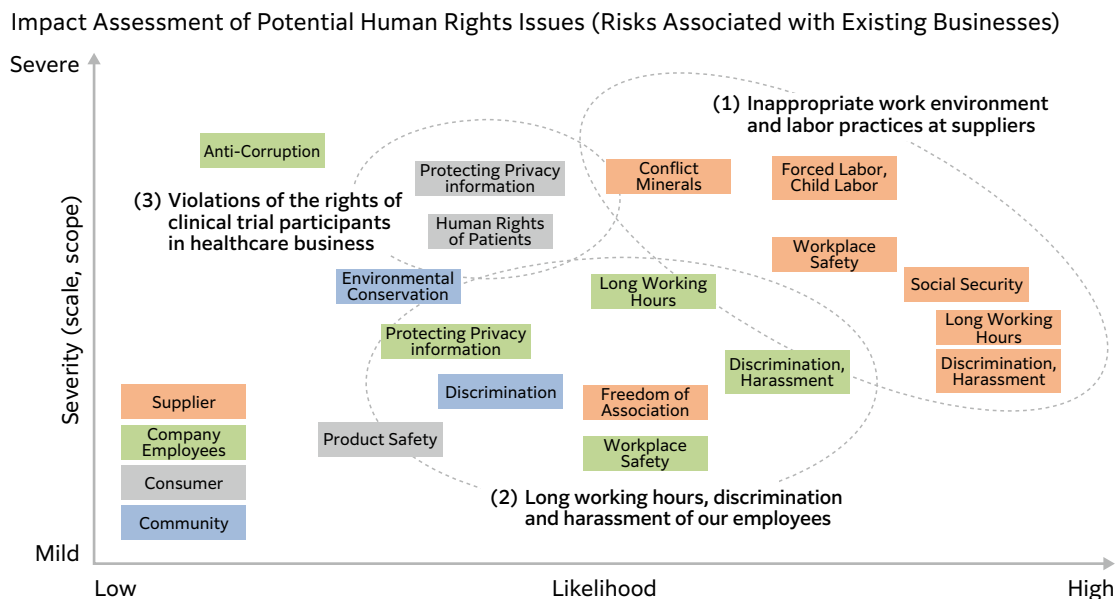 Impact Assessment of Potential Human Rights Issues (Risks Associated with Existing Businesses)
Severe
(1) Inappropriate work environment
and labor practices at suppliers
Anti-Corruption
Protecting Privacy
information
Conflict
Minerals
Forced Labor,
Child Labor
(3) Violations of the rights of
clinical trial participants
in healthcare business
Human Rights
of Patients
Workplace
Safety
Environmental
Conservation
Long Working
Hours
Social Security
Protecting Privacy
information
Long Working
Hours
Discrimination,
Harassment
Discrimination,
Harassment
Severity (scale, scope)
Discrimination
Freedom of
Association
Supplier
Company
Employees
Product Safety
Workplace
Safety
Consumer
(2) Long working hours, discrimination
and harassment of our employees
Community
Mild
Low
Likelihood
High